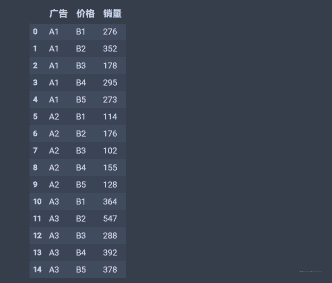 广告 价格 销量
0 A1 B1 276
1 A1 B2 352
2 A1 B3 178
3 A1 B4 295
4 A1 B5 273
5 A2 B1 114
6 A2 B2 176
7 A2 B3 102
8 A2 B4 155
9 A2 B5 128
10 A3 B1 364
11 A3 B2 547
12 A3 B3 288
13 A3 B4 392
14 A3 B5 378